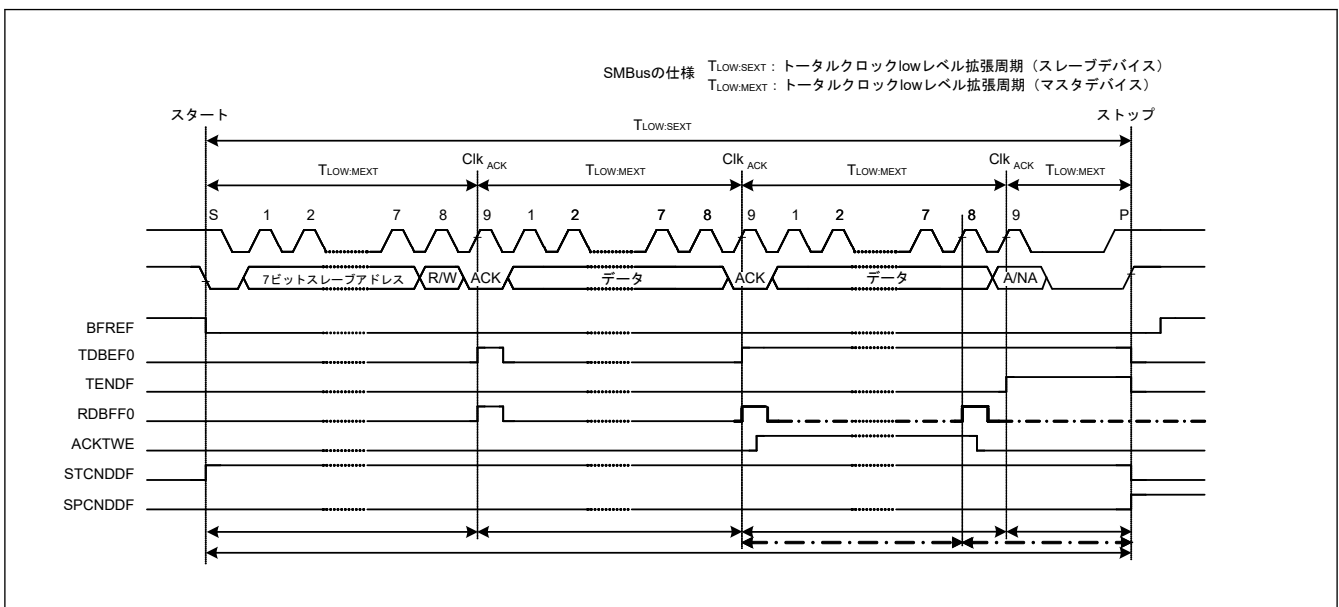 SMBusの仕様 TLOW:SEXT：トータルクロックlowレベル拡張周期（スレーブデバイス）
TLOW:MEXT：トータルクロックlowレベル拡張周期（マスタデバイス）
スタート ストップ
TLOW:SEXT
Clk ACK Clk ACK Clk ACK
TLOW:MEXT TLOW:MEXT TLOW:MEXT TLOW:MEXT
S 1 2 7 8 9 1 2 7 8 9 1 2 7 8 9 P
7ビットスレーブアドレス R/W ACK データ ACK データ A/NA
BFREF
TDBEF0
TENDF
RDBFF0
ACKTWE
STCNDDF
SPCNDDF